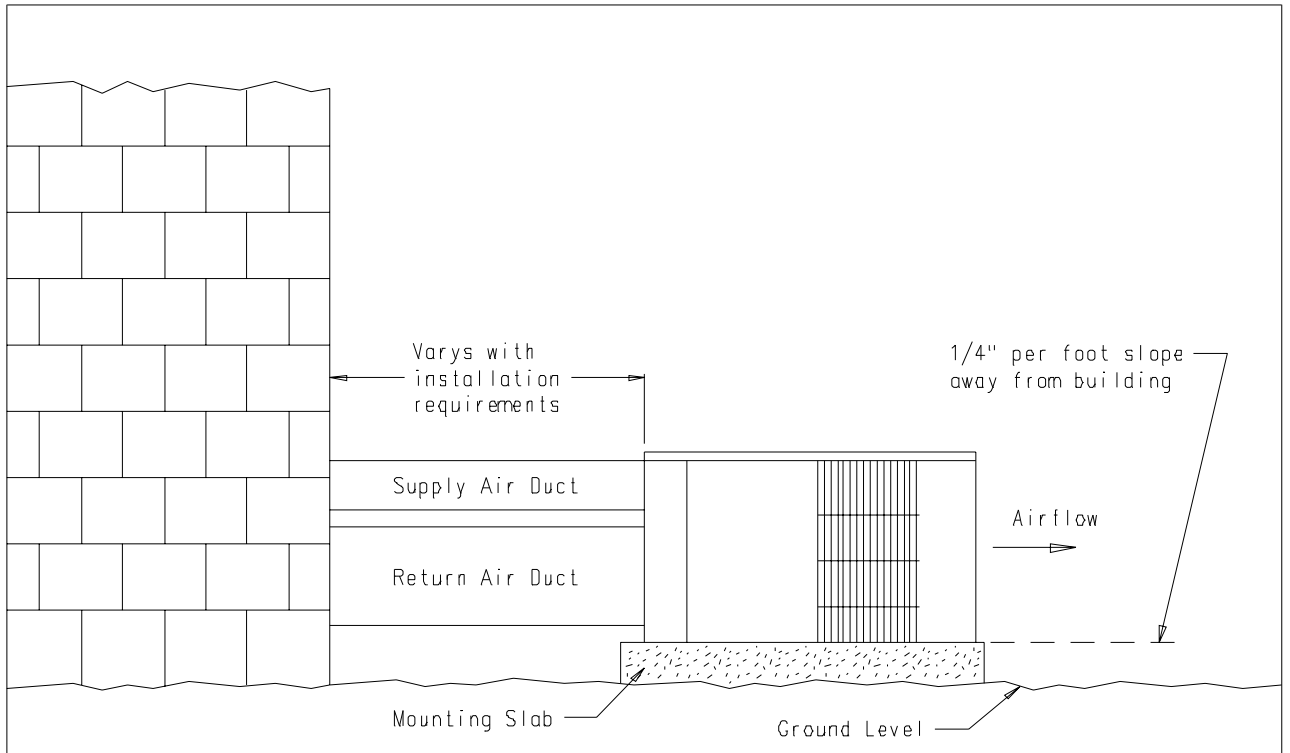 Varys with
installation
requirements
1/4" per foot slope
away from building
Supply Air Duct
Airflow
Return Air Duct
Mounting Slab
Ground Level